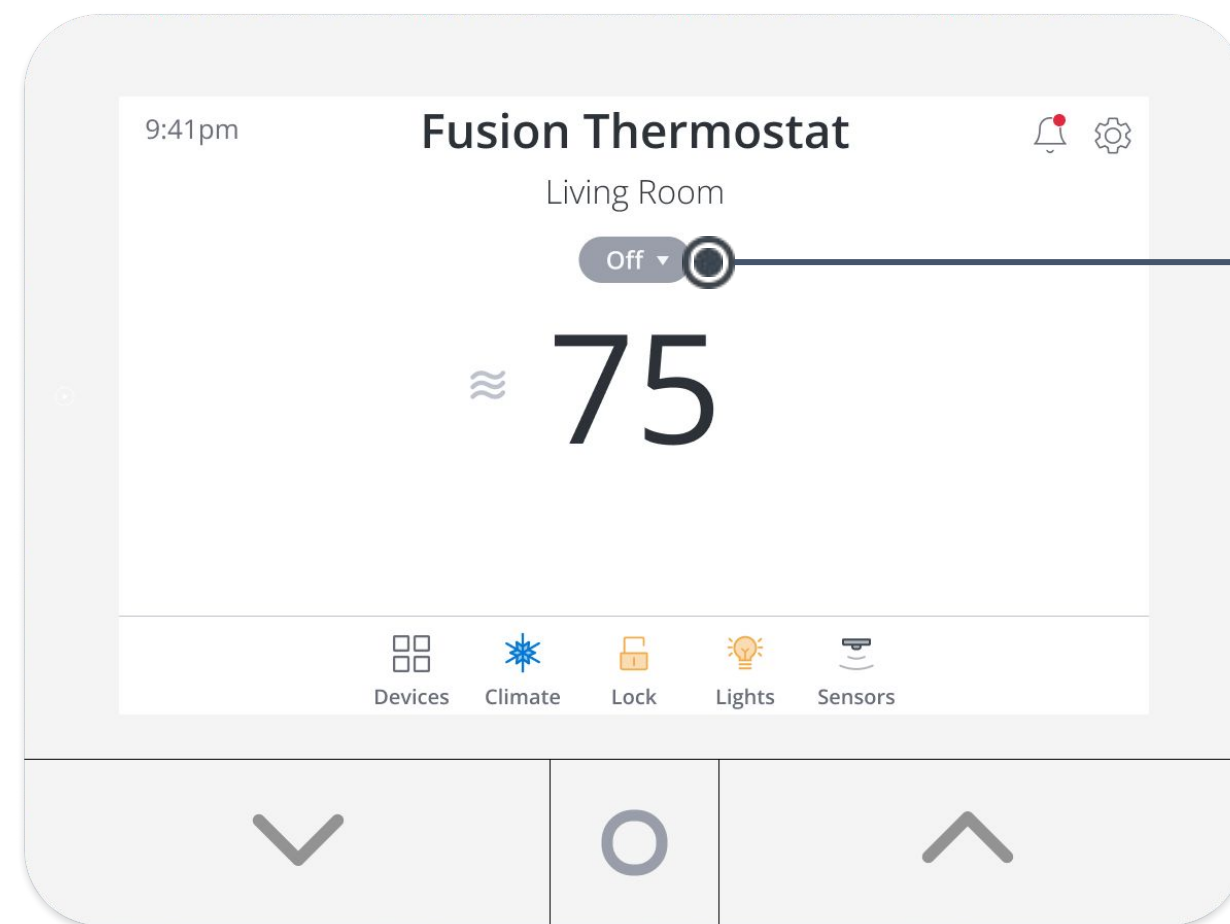 9:41pm
Fusion Thermostat
Living Room
Off
75
Devices Climate Lock Lights Sensors